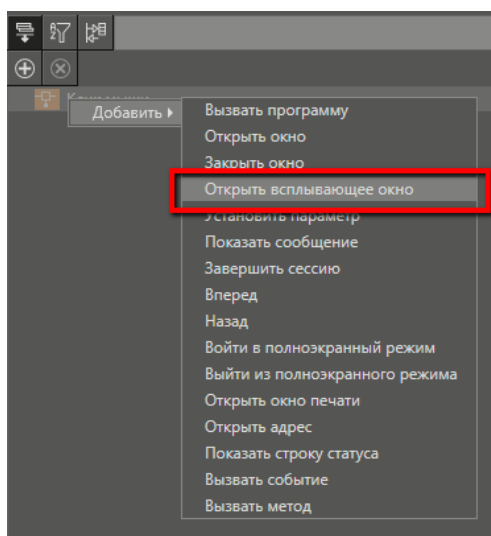 Добавить
Вызвать программу
Открыть окно
Закрыть окно
Открыть всплывающее окно
Установить параметр
Показать сообщение
Завершить сессию
Вперед
Назад
Войти в полноэкранный режим
Выйти из полноэкранного режима
Открыть окно печати
Открыть адрес
Показать строку статуса
Вызвать событие
Вызвать метод